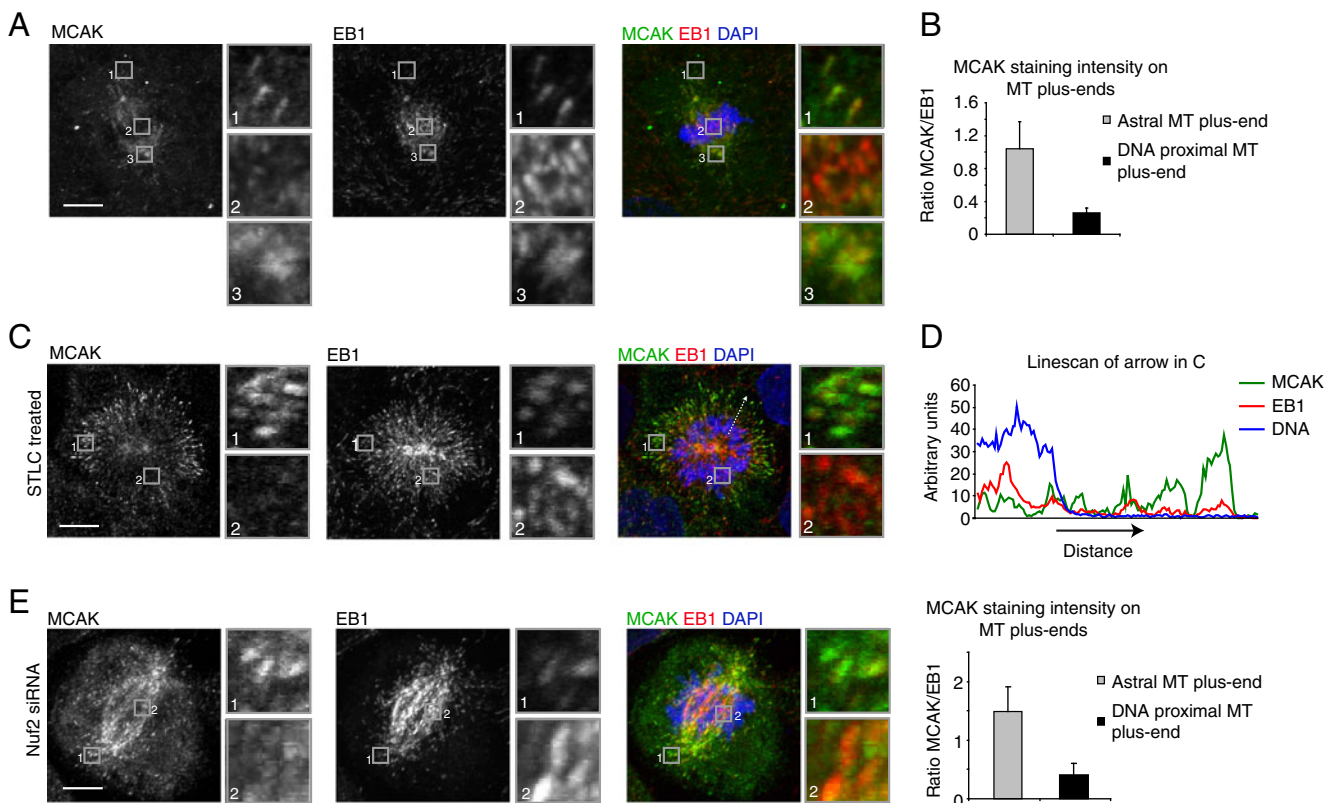 A
MCAK
EB1
MCAK EB1 DAPI
1
2
3
1
2
3
1
2
3
1
2
3
1
2
3
1
2
3
B
MCAK staining intensity on
MT plus-ends
Ratio MCAK/EB1
1.6
1.2
0.8
0.4
0
Astral MT plus-end
DNA proximal MT
plus-end
C
STLC treated
MCAK
EB1
MCAK EB1 DAPI
1
2
1
2
1
2
1
2
1
2
1
2
D
Linescan of arrow in C
Arbitrary units
60
50
40
30
20
10
0
Distance
MCAK
EB1
DNA
E
Nuf2 siRNA
MCAK
EB1
MCAK EB1 DAPI
1
2
1
2
1
2
1
2
1
2
1
2
MCAK staining intensity on
MT plus-ends
Ratio MCAK/EB1
2
1
0
Astral MT plus-end
DNA proximal MT
plus-end